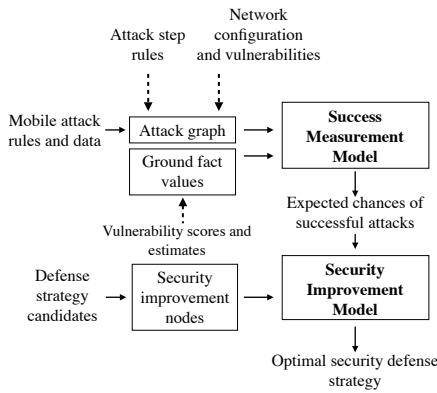 Attack step
rules
Network
configuration
and vulnerabilities
Mobile attack
rules and data
Attack graph
Ground fact
values
Success
Measurement
Model
Vulnerability scores and
estimates
Expected chances of
successful attacks
Defense
strategy
candidates
Security
improvement
nodes
Security
Improvement
Model
Optimal security defense
strategy